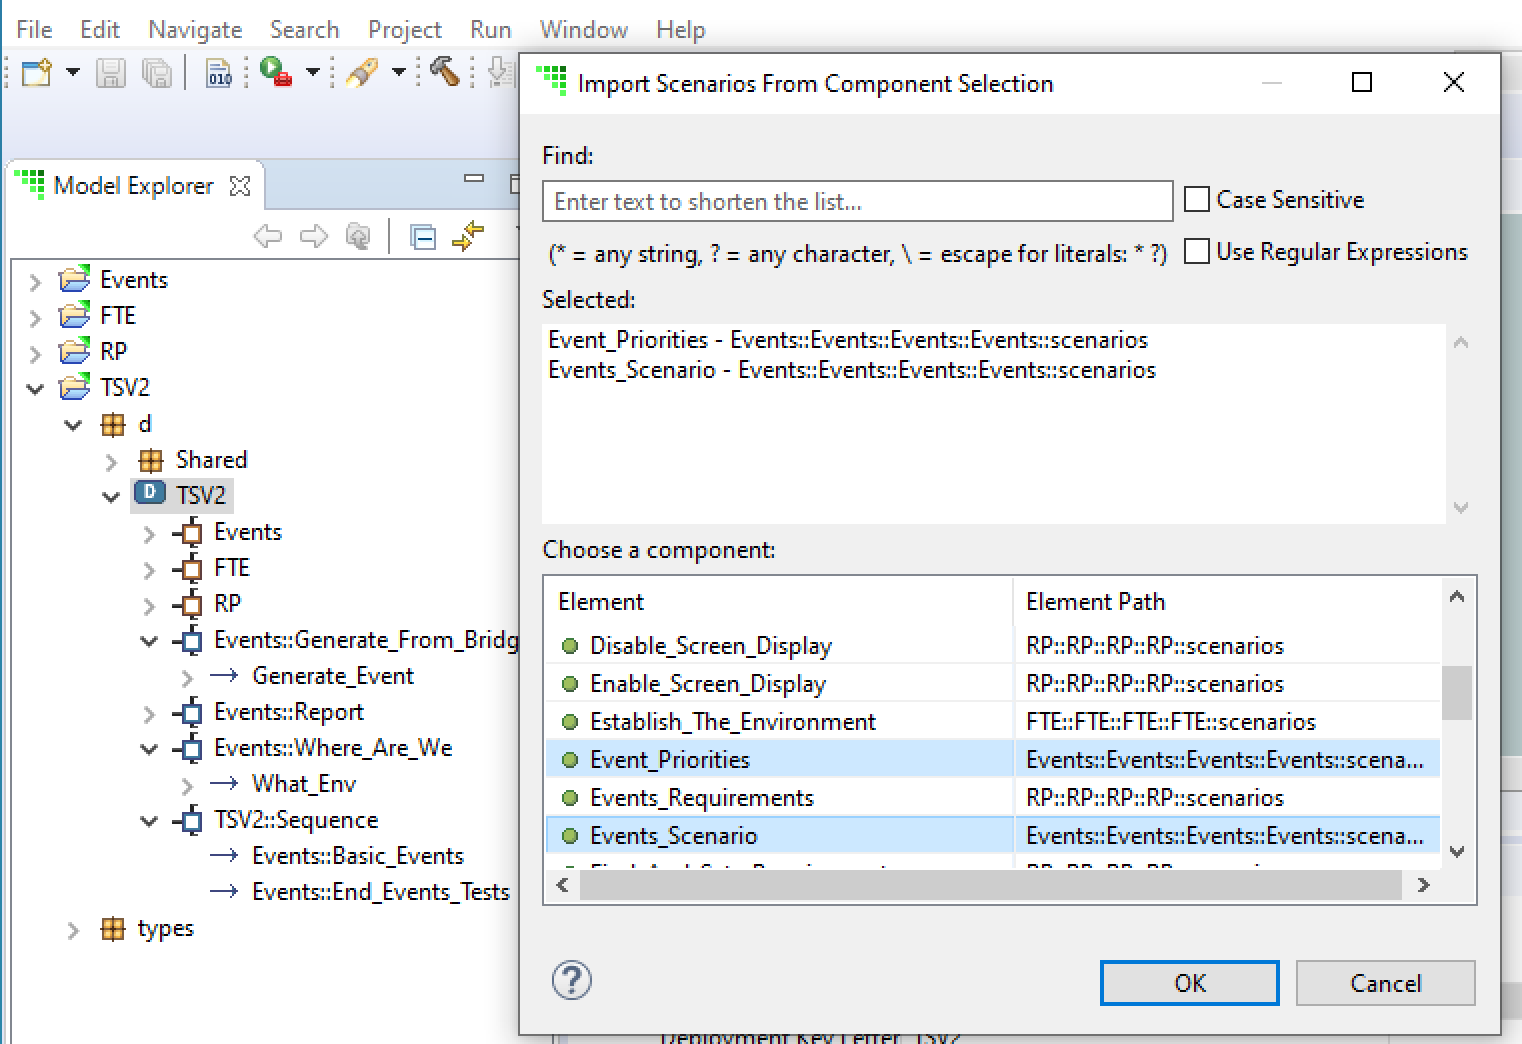 File Edit Navigate Search Project Run Window Help
010
Import Scenarios From Component Selection
Model Explorer
Events
FTE
RP
TSV2
d
Shared
D TSV2
Events
FTE
RP
Events::Generate_From_Bridg
Generate_Event
Events::Report
Events::Where_Are_We
What_Env
TSV2::Sequence
Events::Basic_Events
Events::End_Events_Tests
types
Find:
Enter text to shorten the list...
Case Sensitive
(* = any string, ? = any character, \ = escape for literals: * ?)
Use Regular Expressions
Selected:
Event_Priorities - Events::Events::Events::Events::scenarios
Events_Scenario - Events::Events::Events::Events::scenarios
Choose a component:
Element Element Path
Disable_Screen_Display RP::RP::RP::RP::scenarios
Enable_Screen_Display RP::RP::RP::RP::scenarios
Establish_The_Environment FTE::FTE::FTE::FTE::scenarios
Event_Priorities Events::Events::Events::Events::scena...
Events_Requirements RP::RP::RP::RP::scenarios
Events_Scenario Events::Events::Events::Events::scena...
?
OK
Cancel
Deployment Key Letter TSV2